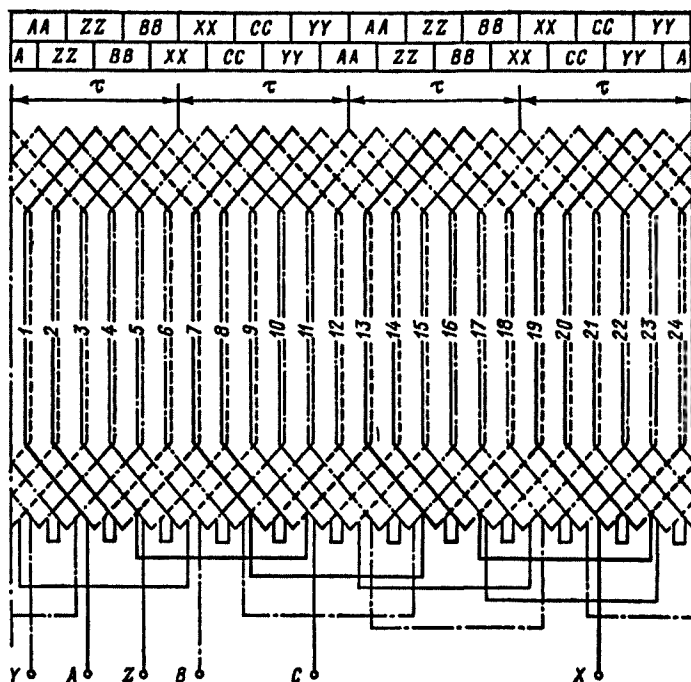 AA ZZ BB XX CC YY AA ZZ BB XX CC YY
A ZZ BB XX CC YY AA ZZ BB XX CC YY A
τ τ τ τ
1 2 3 4 5 6 7 8 9 10 11 12 13 14 15 16 17 18 19 20 21 22 23 24
Y A Z B C X